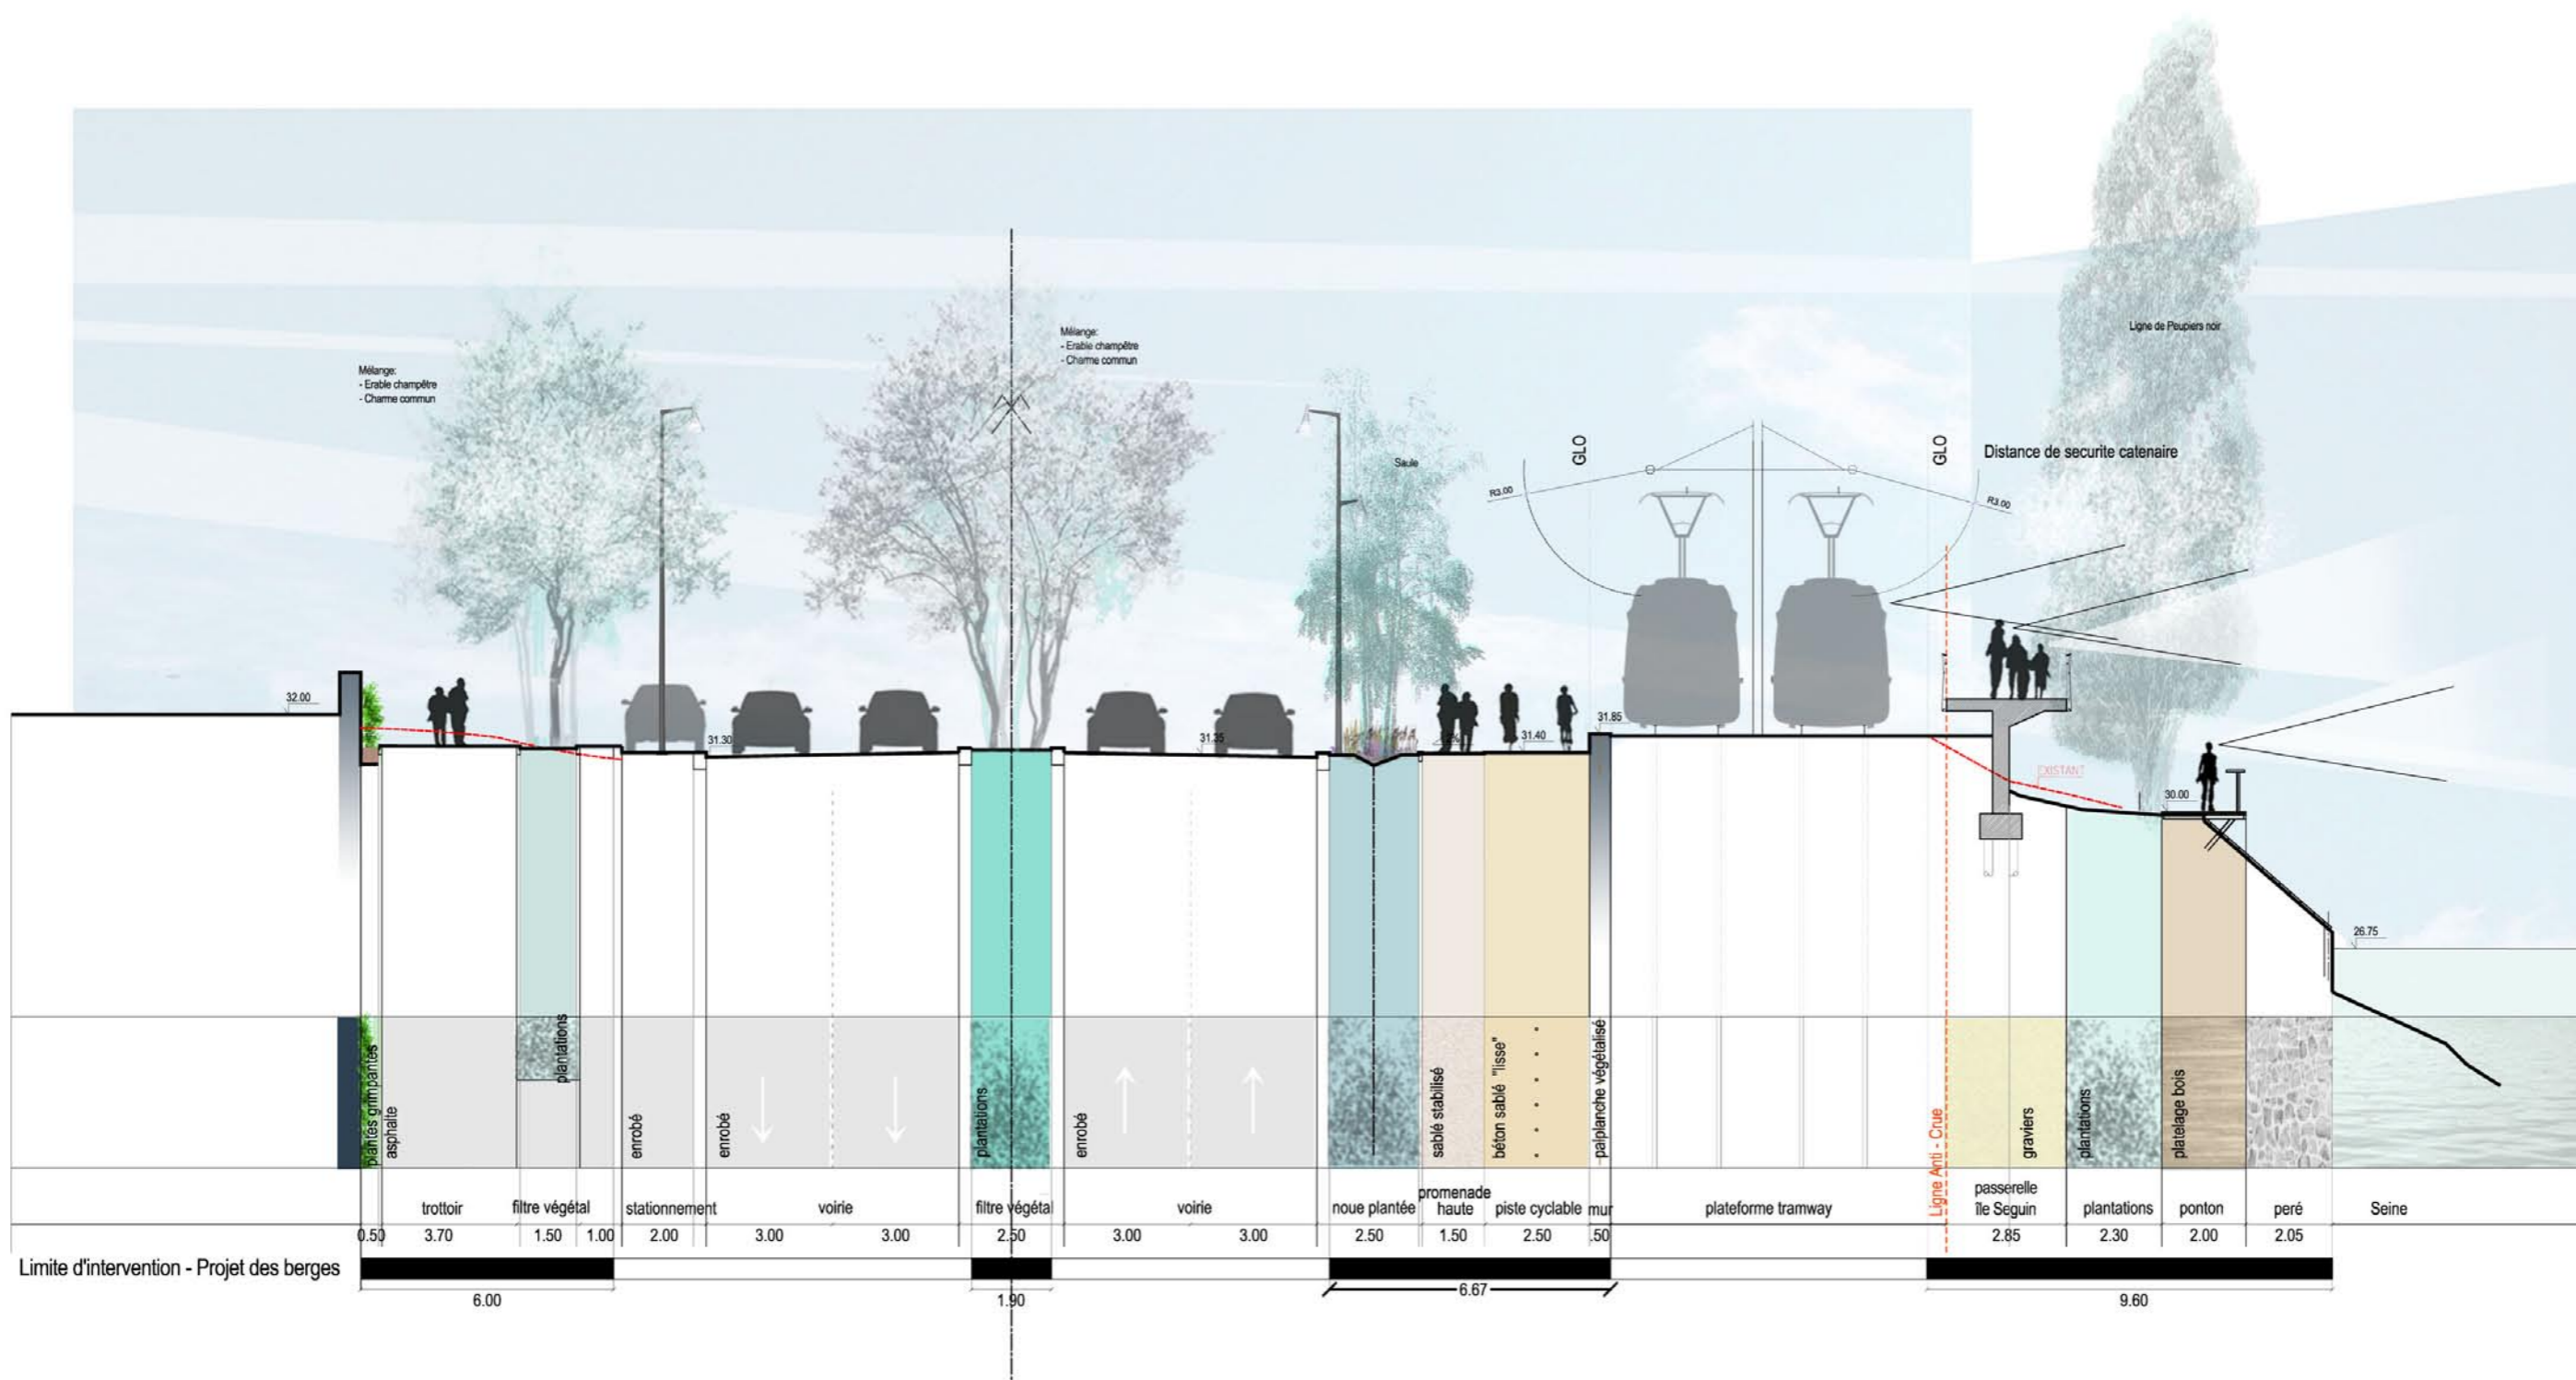 Mélange:
- Erable champêtre
- Charme commun
Mélange:
- Erable champêtre
- Charme commun
Ligne de Peupiers noir
Saule
GLO
GLO
Distance de securite catenaire
R3.00
R3.00
32.00
31.30
31.35
31.40
31.85
EXISTANT
30.00
26.75
plantes grimpantes
asphalte
plantations
enrobé
enrobé
plantations
enrobé
sablé stabilisé
béton sablé "lisse"
palplanche végétalisé
Ligne Anti - Crue
graviers
plantations
platelage bois
trottoir
filtre végétal
stationnement
voirie
filtre végétal
voirie
noue plantée
promenade
haute
piste cyclable
mur
plateforme tramway
passerelle
île Seguin
plantations
ponton
peré
Seine
0.50
3.70
1.50
1.00
2.00
3.00
3.00
2.50
3.00
3.00
2.50
1.50
2.50
.50
2.85
2.30
2.00
2.05
Limite d'intervention - Projet des berges
6.00
1.90
6.67
9.60